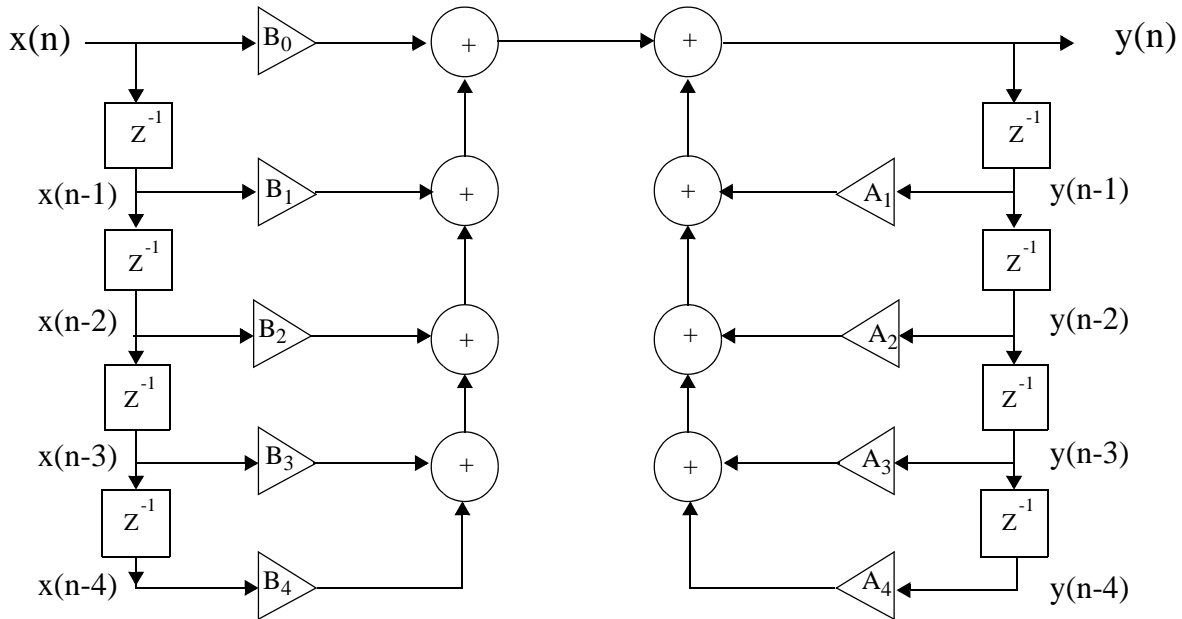 x(n) B₀ + + y(n)
Z⁻¹ Z⁻¹
x(n-1) B₁ + + A₁ y(n-1)
Z⁻¹ Z⁻¹
x(n-2) B₂ + + A₂ y(n-2)
Z⁻¹ Z⁻¹
x(n-3) B₃ + + A₃ y(n-3)
Z⁻¹ Z⁻¹
x(n-4) B₄ A₄ y(n-4)